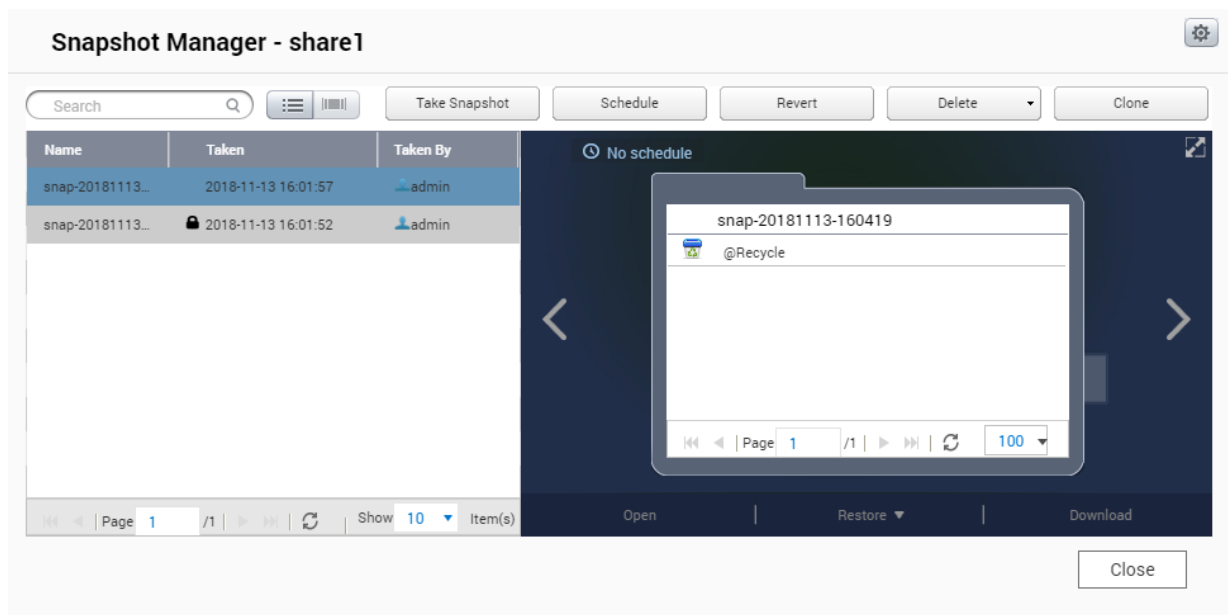 Snapshot Manager - share1
Search
Take Snapshot
Schedule
Revert
Delete
Clone
Name Taken Taken By
snap-20181113... 2018-11-13 16:01:57 admin
snap-20181113... 2018-11-13 16:01:52 admin
Page 1 /1 Show 10 Item(s)
No schedule
snap-20181113-160419
@Recycle
Page 1 /1 100
Open Restore Download
Close